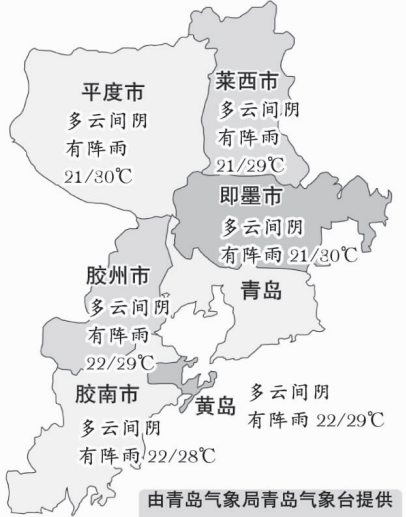 平度市
多云间阴
有阵雨
21/30℃
莱西市
多云间阴
有阵雨
21/29℃
即墨市
多云间阴
有阵雨 21/30℃
胶州市
多云间阴
有阵雨
22/29℃
青岛
胶南市
多云间阴
有阵雨 22/28℃
黄岛
多云间阴
有阵雨 22/29℃
由青岛气象局青岛气象台提供